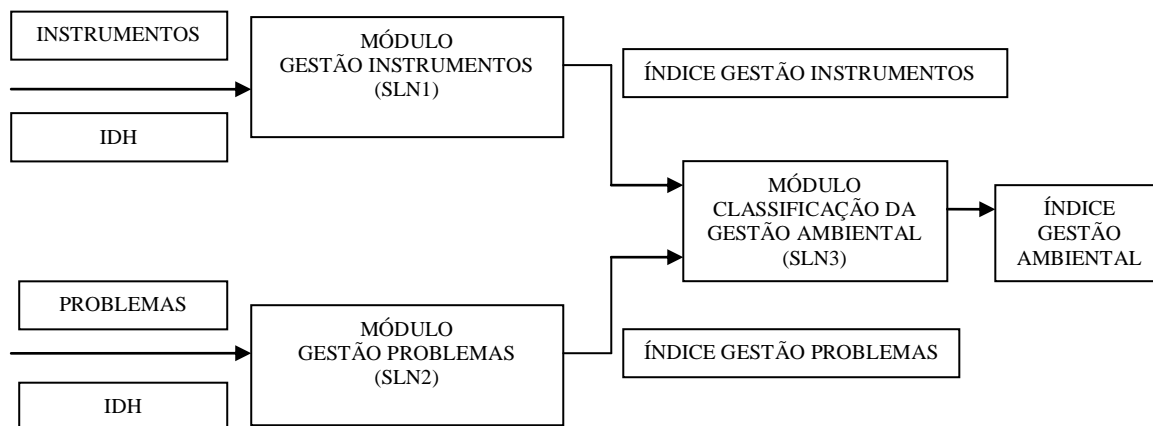 INSTRUMENTOS
IDH
MÓDULO
GESTÃO INSTRUMENTOS
(SLN1)
ÍNDICE GESTÃO INSTRUMENTOS
MÓDULO
CLASSIFICAÇÃO DA
GESTÃO AMBIENTAL
(SLN3)
ÍNDICE
GESTÃO
AMBIENTAL
PROBLEMAS
IDH
MÓDULO
GESTÃO PROBLEMAS
(SLN2)
ÍNDICE GESTÃO PROBLEMAS